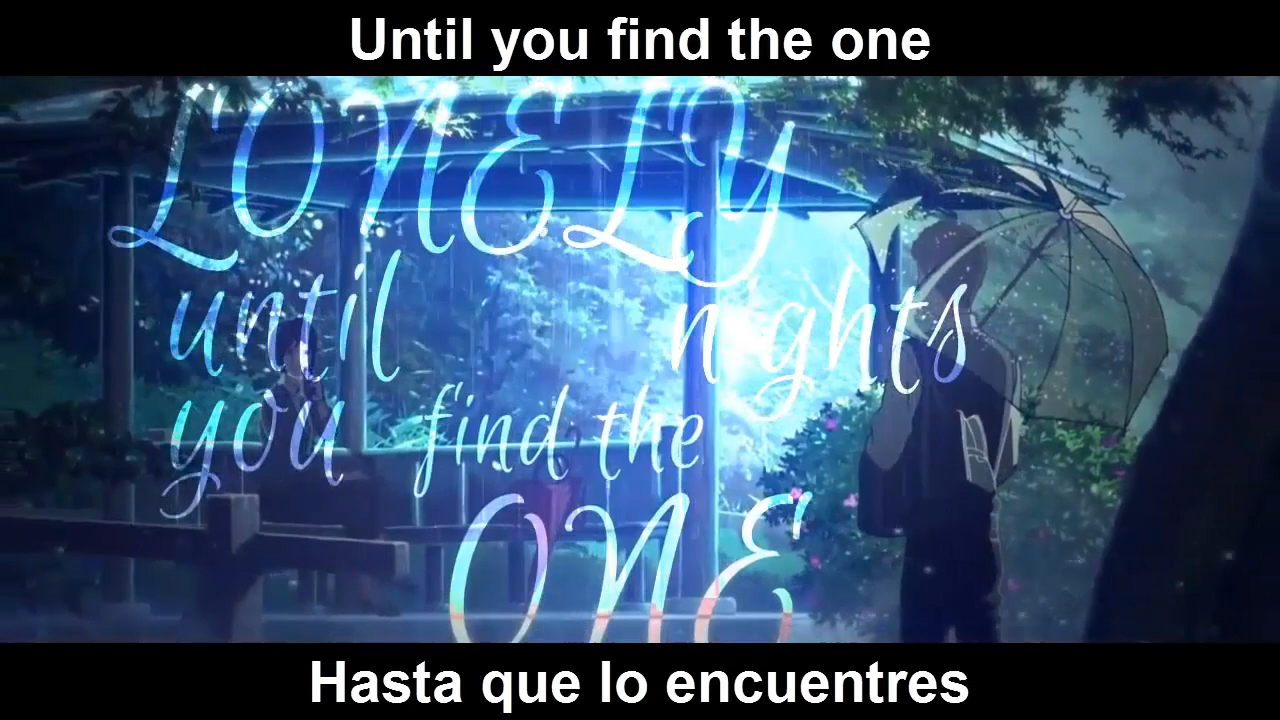 Until you find the one
LONELY
until nights
you find the
ONE
Hasta que lo encuentres